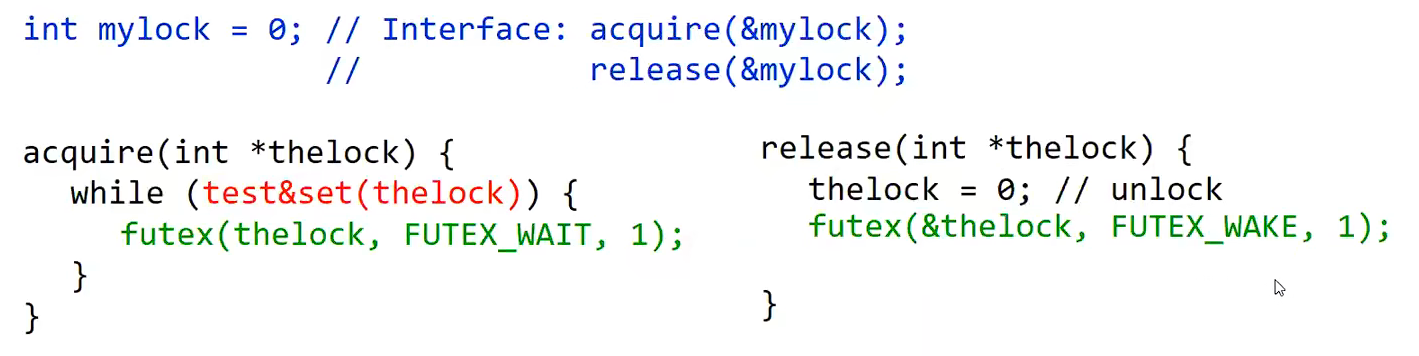 int mylock = 0; // Interface: acquire(&mylock);
//            release(&mylock);
acquire(int *thelock) {
while (test&set(thelock)) {
futex(thelock, FUTEX_WAIT, 1);
}
}
release(int *thelock) {
thelock = 0; // unlock
futex(&thelock, FUTEX_WAKE, 1);
}